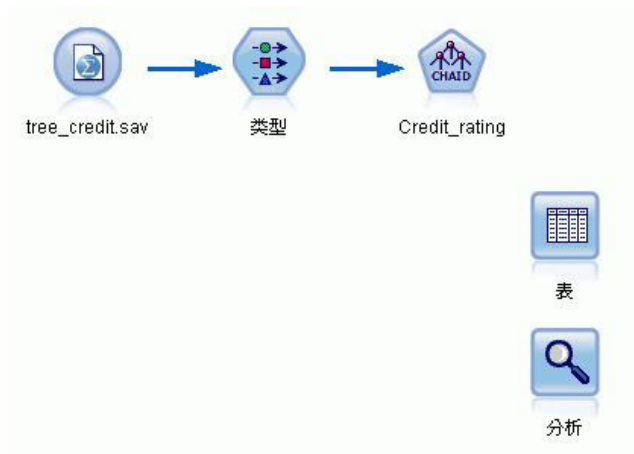 CHAID
tree_credit.sav
类型
Credit_rating
表
分析